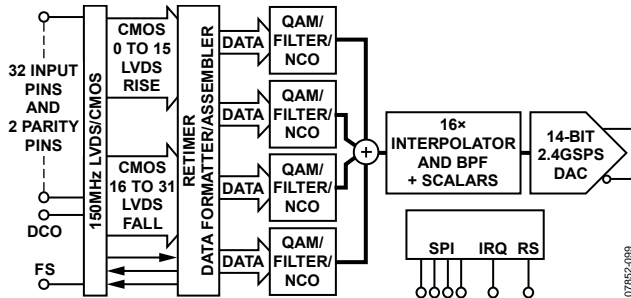 32 INPUT
PINS
AND
2 PARITY
PINS
DCO
FS
150MHz LVDS/CMOS
CMOS
0 TO 15
LVDS
RISE
CMOS
16 TO 31
LVDS
FALL
RETIMER
DATA FORMATTER/ASSEMBLER
DATA
QAM/
FILTER/
NCO
DATA
QAM/
FILTER/
NCO
DATA
QAM/
FILTER/
NCO
DATA
QAM/
FILTER/
NCO
+
16×
INTERPOLATOR
AND BPF
+ SCALARS
14-BIT
2.4GSPS
DAC
SPI IRQ RS
07852-099